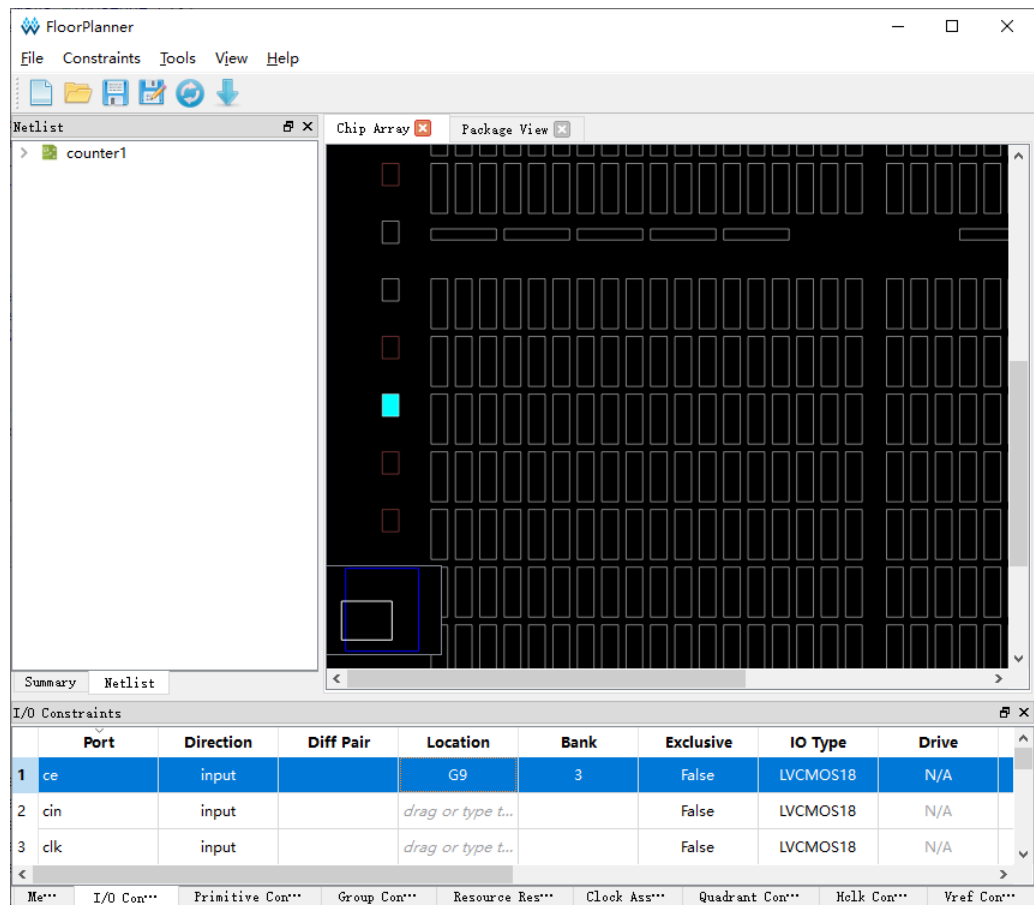 FloorPlanner
File Constraints Tools View Help
Netlist
Chip Array Package View
counter1
Summary Netlist
I/O Constraints
Port Direction Diff Pair Location Bank Exclusive IO Type Drive
1 ce input G9 3 False LVCMOS18 N/A
2 cin input drag or type t... False LVCMOS18 N/A
3 clk input drag or type t... False LVCMOS18 N/A
Me··· I/O Con··· Primitive Con··· Group Con··· Resource Res··· Clock Ass··· Quadrant Con··· Hclk Con··· Vref Con···